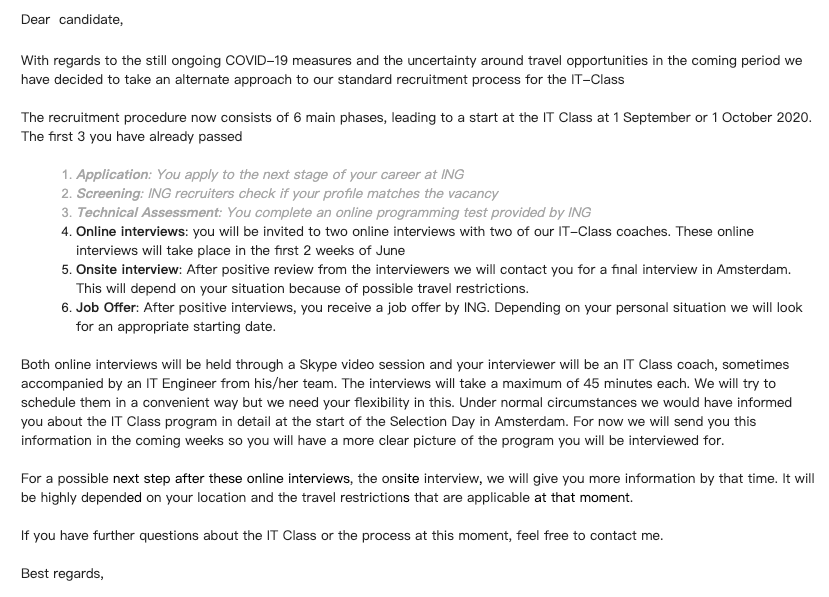 Dear candidate,
With regards to the still ongoing COVID-19 measures and the uncertainty around travel opportunities in the coming period we
have decided to take an alternate approach to our standard recruitment process for the IT-Class
The recruitment procedure now consists of 6 main phases, leading to a start at the IT Class at 1 September or 1 October 2020.
The first 3 you have already passed
1. Application: You apply to the next stage of your career at ING
2. Screening: ING recruiters check if your profile matches the vacancy
3. Technical Assessment: You complete an online programming test provided by ING
4. Online interviews: you will be invited to two online interviews with two of our IT-Class coaches. These online
interviews will take place in the first 2 weeks of June
5. Onsite interview: After positive review from the interviewers we will contact you for a final interview in Amsterdam.
This will depend on your situation because of possible travel restrictions.
6. Job Offer: After positive interviews, you receive a job offer by ING. Depending on your personal situation we will look
for an appropriate starting date.
Both online interviews will be held through a Skype video session and your interviewer will be an IT Class coach, sometimes
accompanied by an IT Engineer from his/her team. The interviews will take a maximum of 45 minutes each. We will try to
schedule them in a convenient way but we need your flexibility in this. Under normal circumstances we would have informed
you about the IT Class program in detail at the start of the Selection Day in Amsterdam. For now we will send you this
information in the coming weeks so you will have a more clear picture of the program you will be interviewed for.
For a possible next step after these online interviews, the onsite interview, we will give you more information by that time. It will
be highly depended on your location and the travel restrictions that are applicable at that moment.
If you have further questions about the IT Class or the process at this moment, feel free to contact me.
Best regards,